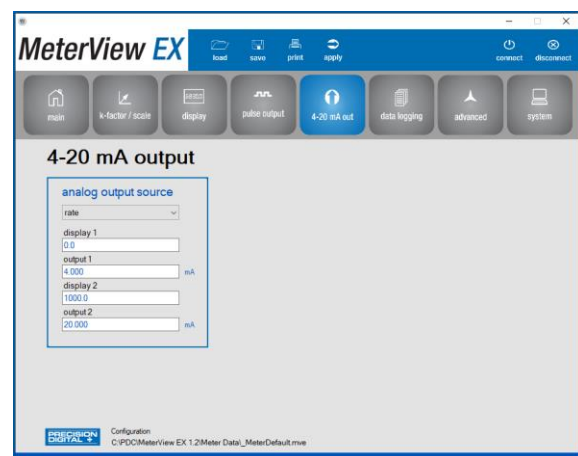 MeterView EX
load save print apply connect disconnect
main k-factor / scale display pulse output 4-20 mA out data logging advanced system
4-20 mA output
analog output source
rate
display 1
0.0
output 1
4.000 mA
display 2
1000.0
output 2
20.000 mA
PRECISION
DIGITAL
Configuration
C:\PDC\MeterView EX 1.2\Meter Data\_MeterDefault.mve